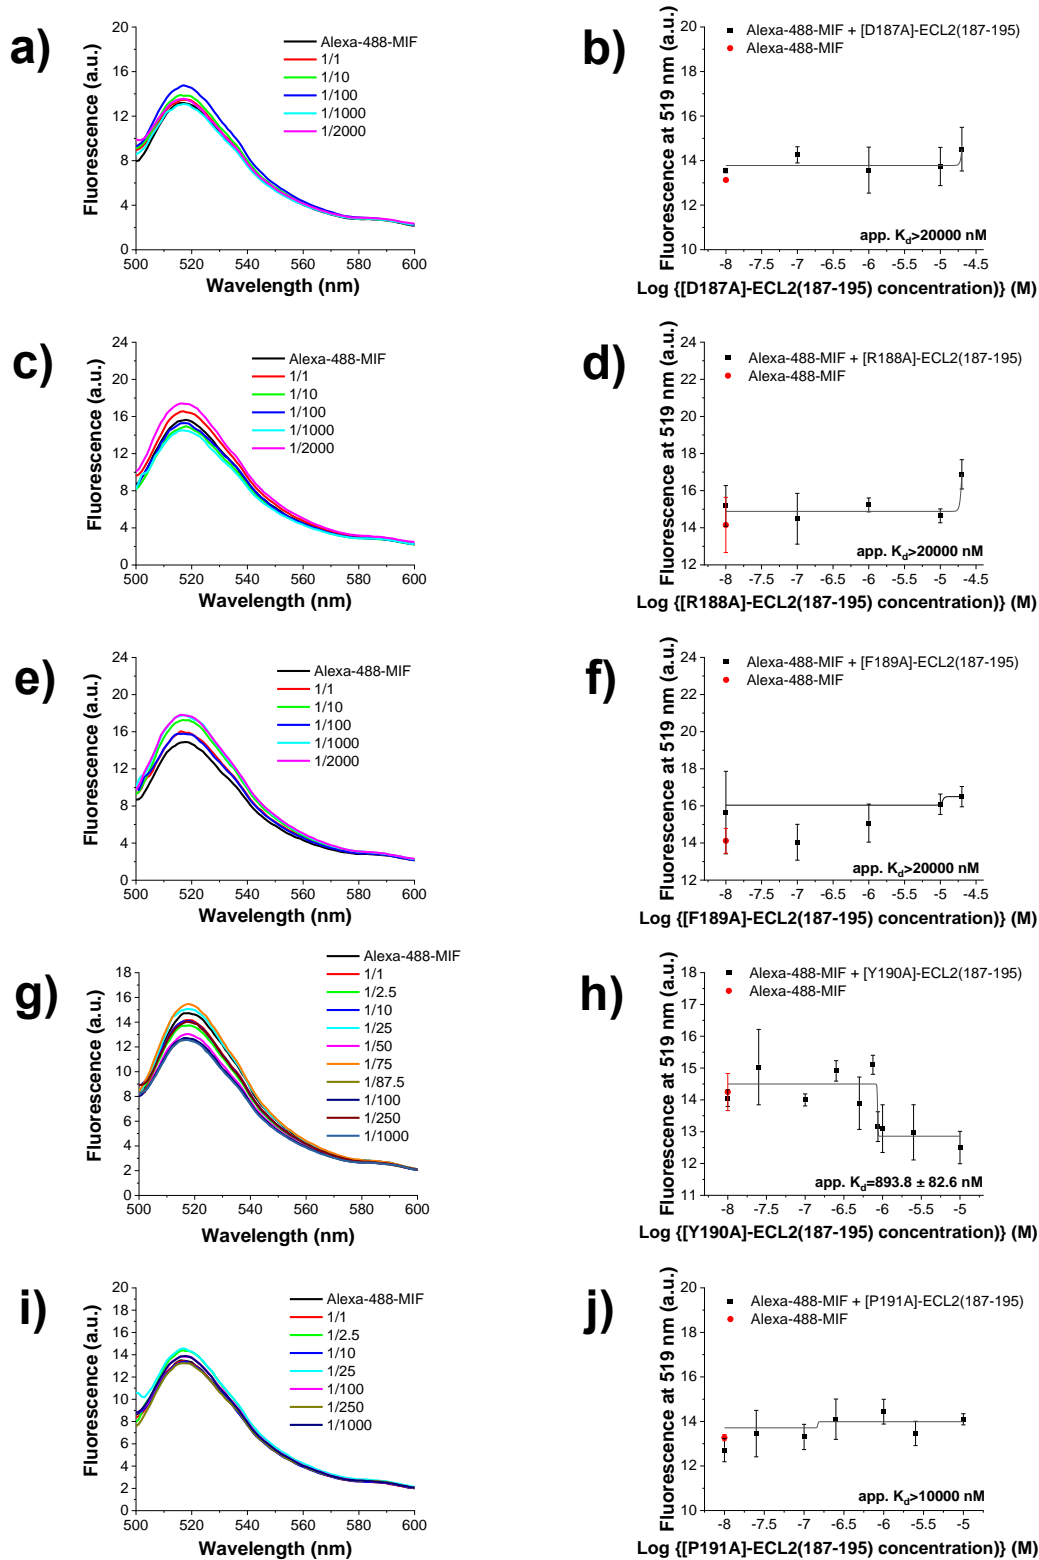 a)
Fluorescence (a.u.)
20
16
12
8
4
0
500 520 540 560 580 600
Wavelength (nm)
Alexa-488-MIF
1/1
1/10
1/100
1/1000
1/2000
b)
Fluorescence at 519 nm (a.u.)
20
18
16
14
12
10
-8 -7.5 -7 -6.5 -6 -5.5 -5 -4.5
Alexa-488-MIF + [D187A]-ECL2(187-195)
Alexa-488-MIF
app. Kd>20000 nM
Log {[D187A]-ECL2(187-195) concentration)} (M)
c)
Fluorescence (a.u.)
24
20
16
12
8
4
0
500 520 540 560 580 600
Wavelength (nm)
Alexa-488-MIF
1/1
1/10
1/100
1/1000
1/2000
d)
Fluorescence at 519 nm (a.u.)
24
22
20
18
16
14
12
-8 -7.5 -7 -6.5 -6 -5.5 -5 -4.5
Alexa-488-MIF + [R188A]-ECL2(187-195)
Alexa-488-MIF
app. Kd>20000 nM
Log {[R188A]-ECL2(187-195) concentration)} (M)
e)
Fluorescence (a.u.)
24
20
16
12
8
4
0
500 520 540 560 580 600
Wavelength (nm)
Alexa-488-MIF
1/1
1/10
1/100
1/1000
1/2000
f)
Fluorescence at 519 nm (a.u.)
24
22
20
18
16
14
12
-8 -7.5 -7 -6.5 -6 -5.5 -5 -4.5
Alexa-488-MIF + [F189A]-ECL2(187-195)
Alexa-488-MIF
app. Kd>20000 nM
Log {[F189A]-ECL2(187-195) concentration)} (M)
g)
Fluorescence (a.u.)
18
16
14
12
10
8
6
4
2
0
500 520 540 560 580 600
Wavelength (nm)
Alexa-488-MIF
1/1
1/2.5
1/10
1/25
1/50
1/75
1/87.5
1/100
1/250
1/1000
h)
Fluorescence at 519 nm (a.u.)
18
17
16
15
14
13
12
11
-8 -7.5 -7 -6.5 -6 -5.5 -5
Alexa-488-MIF + [Y190A]-ECL2(187-195)
Alexa-488-MIF
app. Kd=893.8 ± 82.6 nM
Log {[Y190A]-ECL2(187-195) concentration)} (M)
i)
Fluorescence (a.u.)
20
18
16
14
12
10
8
6
4
2
0
500 520 540 560 580 600
Wavelength (nm)
Alexa-488-MIF
1/1
1/2.5
1/10
1/25
1/100
1/250
1/1000
j)
Fluorescence at 519 nm (a.u.)
20
18
16
14
12
10
-8 -7.5 -7 -6.5 -6 -5.5 -5
Alexa-488-MIF + [P191A]-ECL2(187-195)
Alexa-488-MIF
app. Kd>10000 nM
Log {[P191A]-ECL2(187-195) concentration)} (M)